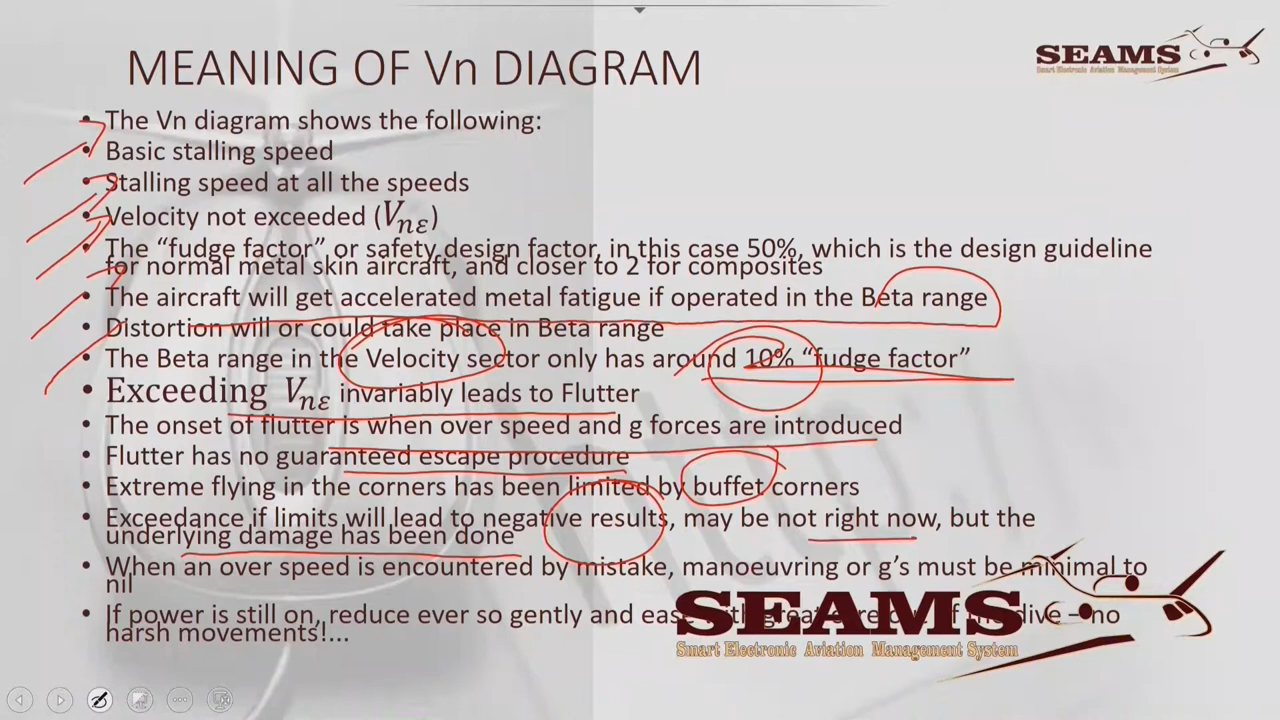 MEANING OF Vn DIAGRAM
SEAMS
Smart Electronic Aviation Management System
• The Vn diagram shows the following:
• Basic stalling speed
• Stalling speed at all the speeds
• Velocity not exceeded (Vnε)
• The “fudge factor” or safety design factor, in this case 50%, which is the design guideline
for normal metal skin aircraft, and closer to 2 for composites
• The aircraft will get accelerated metal fatigue if operated in the Beta range
• Distortion will or could take place in Beta range
• The Beta range in the Velocity sector only has around 10% “fudge factor”
• Exceeding Vnε invariably leads to Flutter
• The onset of flutter is when over speed and g forces are introduced
• Flutter has no guaranteed escape procedure
• Extreme flying in the corners has been limited by buffet corners
• Exceedance if limits will lead to negative results, may be not right now, but the
underlying damage has been done
• When an over speed is encountered by mistake, manoeuvring or g’s must be minimal to
nil
• If power is still on, reduce ever so gently and ease dive – no
harsh movements!...
SEAMS
Smart Electronic Aviation Management System